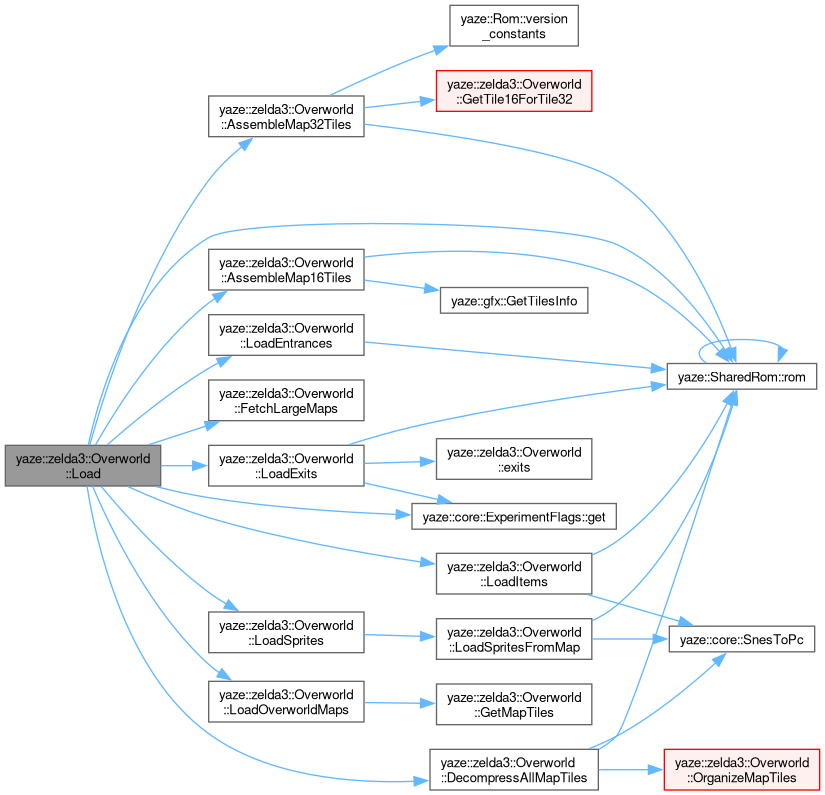 yaze::Rom::version
_constants
yaze::zelda3::Overworld
::GetTile16ForTile32
yaze::zelda3::Overworld
::AssembleMap32Tiles
yaze::zelda3::Overworld
::AssembleMap16Tiles
yaze::gfx::GetTilesInfo
yaze::zelda3::Overworld
::LoadEntrances
yaze::SharedRom::rom
yaze::zelda3::Overworld
::FetchLargeMaps
yaze::zelda3::Overworld
::Load
yaze::zelda3::Overworld
::LoadExits
yaze::zelda3::Overworld
::exits
yaze::core::ExperimentFlags::get
yaze::zelda3::Overworld
::LoadItems
yaze::zelda3::Overworld
::LoadSprites
yaze::zelda3::Overworld
::LoadSpritesFromMap
yaze::core::SnesToPc
yaze::zelda3::Overworld
::LoadOverworldMaps
yaze::zelda3::Overworld
::GetMapTiles
yaze::zelda3::Overworld
::DecompressAllMapTiles
yaze::zelda3::Overworld
::OrganizeMapTiles